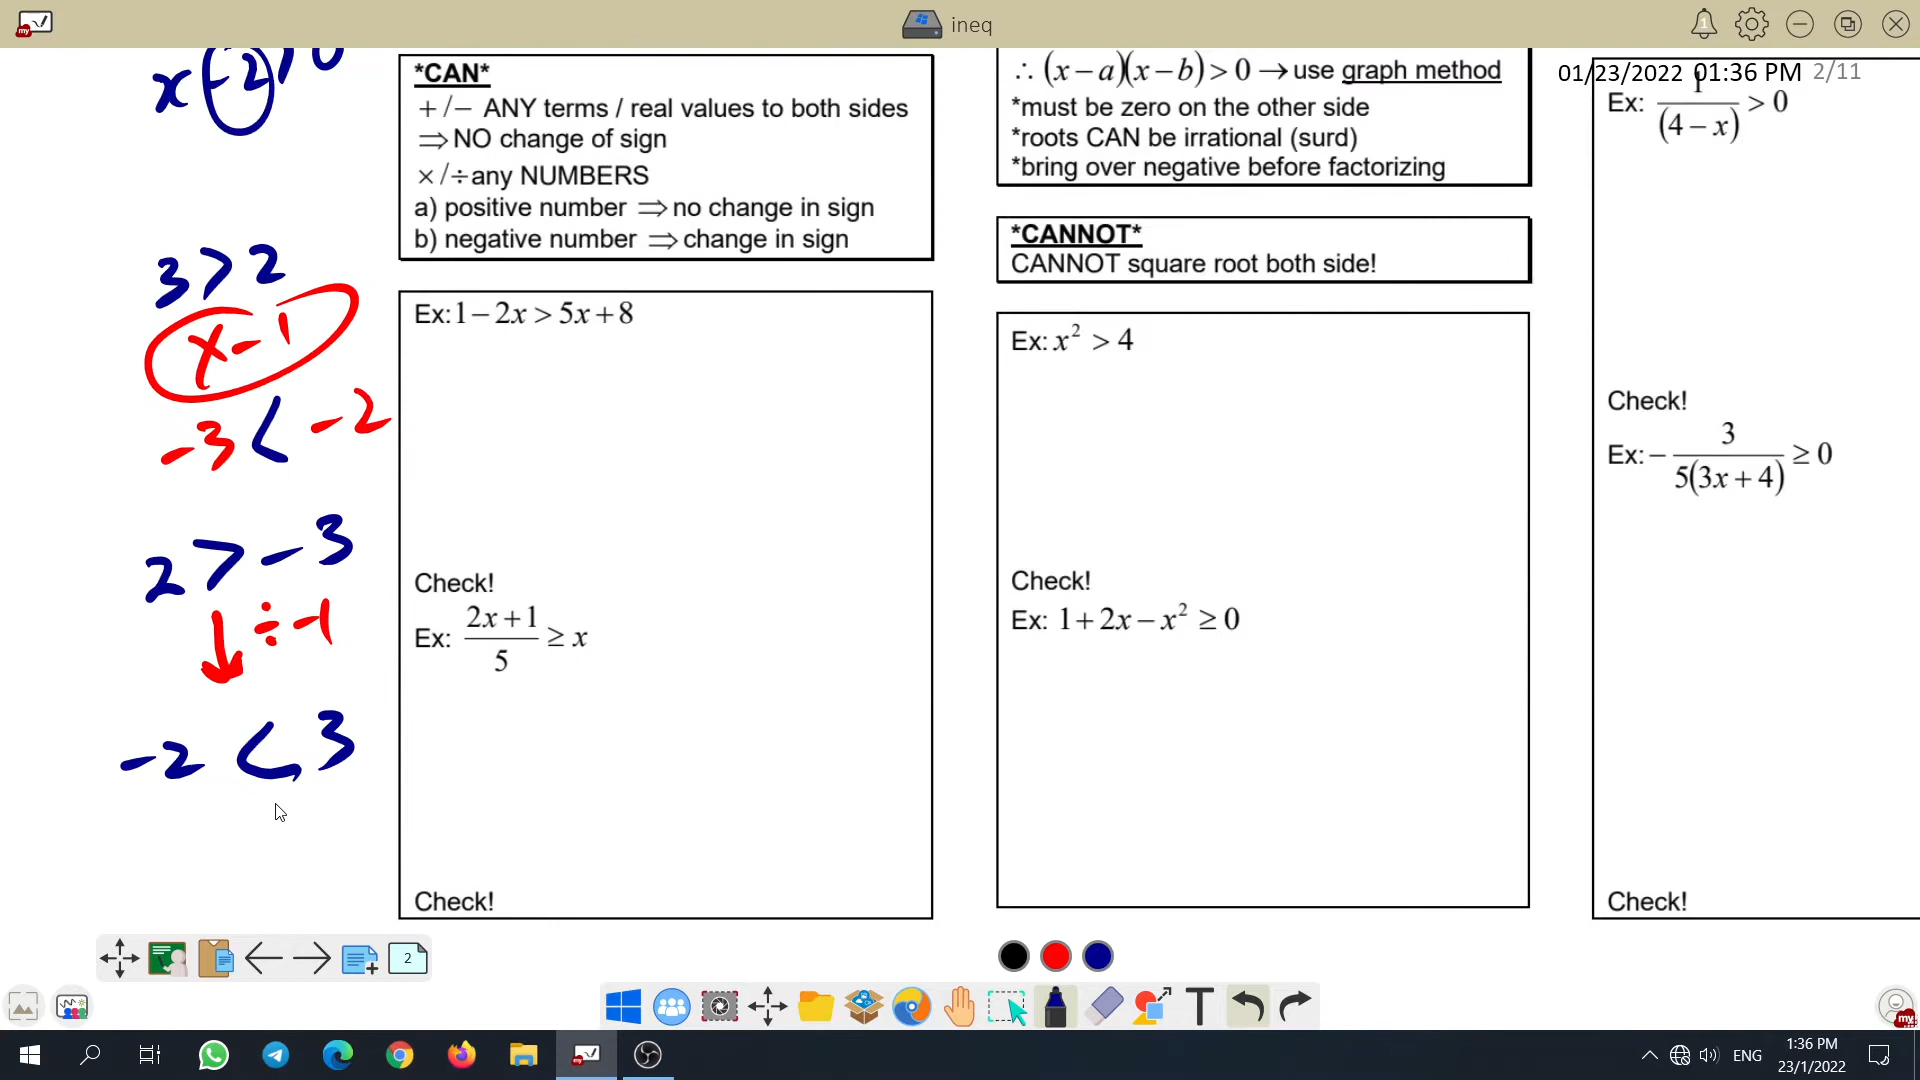 ineq
1
x - 2 > 0
3 > 2
x - 1
-3 < -2
2 > -3
÷ -1
-2 < 3
*CAN*
+/− ANY terms / real values to both sides
⇒ NO change of sign
×/÷ any NUMBERS
a) positive number ⇒ no change in sign
b) negative number ⇒ change in sign
Ex: 1 − 2x > 5x + 8
Check!
Ex: (2x + 1)/5 ≥ x
Check!
∴ (x − a)(x − b) > 0 → use graph method
*must be zero on the other side
*roots CAN be irrational (surd)
*bring over negative before factorizing
*CANNOT*
CANNOT square root both side!
Ex: x² > 4
Check!
Ex: 1 + 2x − x² ≥ 0
01/23/2022 01:36 PM 2/11
Ex: 1/(4 − x) > 0
Check!
Ex: − 3/(5(3x + 4)) ≥ 0
Check!
2
T
my
ENG
1:36 PM
23/1/2022